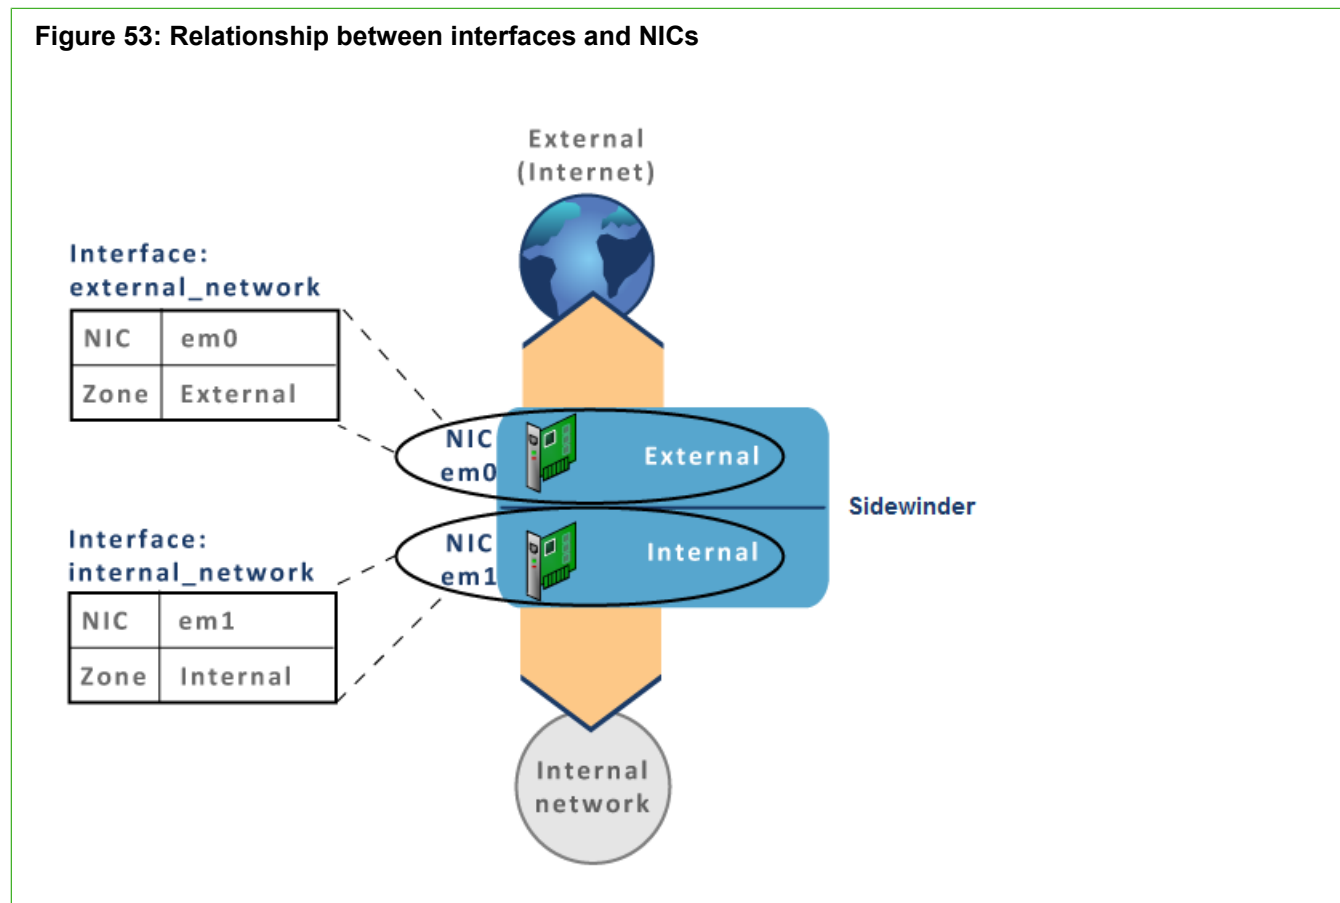 Figure 53: Relationship between interfaces and NICs
External
(Internet)
Interface:
external_network
NIC em0
Zone External
NIC
em0
External
Sidewinder
Interface:
internal_network
NIC em1
Zone Internal
NIC
em1
Internal
Internal
network